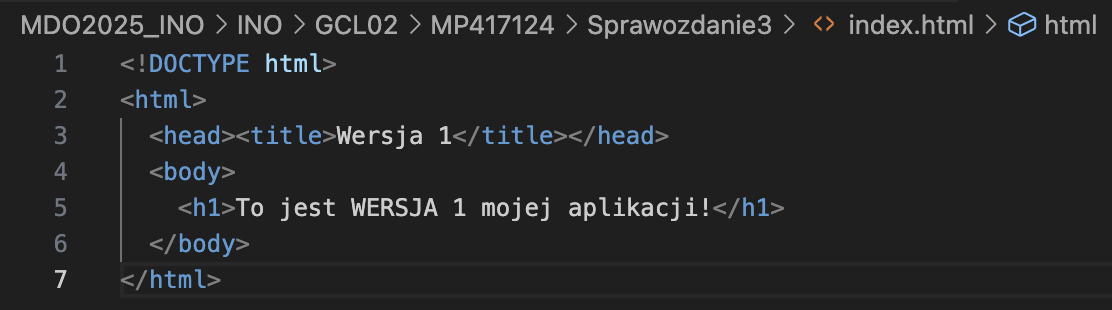 MDO2025_INO > INO > GCL02 > MP417124 > Sprawozdanie3 > <> index.html > html
1 <!DOCTYPE html>
2 <html>
3   <head><title>Wersja 1</title></head>
4   <body>
5     <h1>To jest WERSJA 1 mojej aplikacji!</h1>
6   </body>
7 </html>